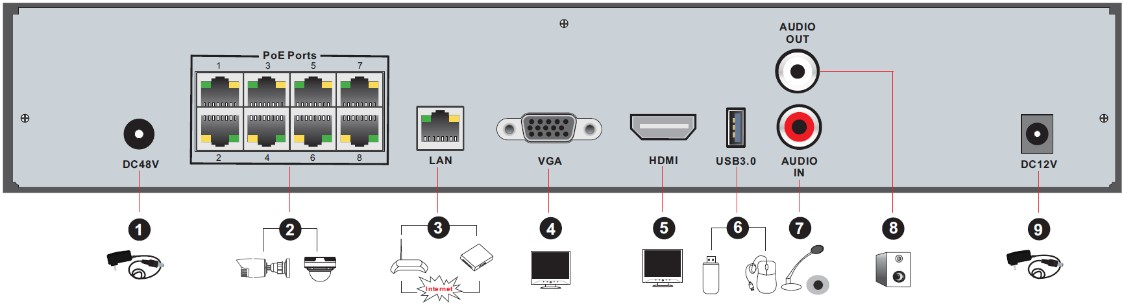 AUDIO
OUT
PoE Ports
1 3 5 7
2 4 6 8
DC48V
LAN
VGA
HDMI
USB3.0
AUDIO
IN
DC12V
1 2 3 4 5 6 7 8 9
Internet